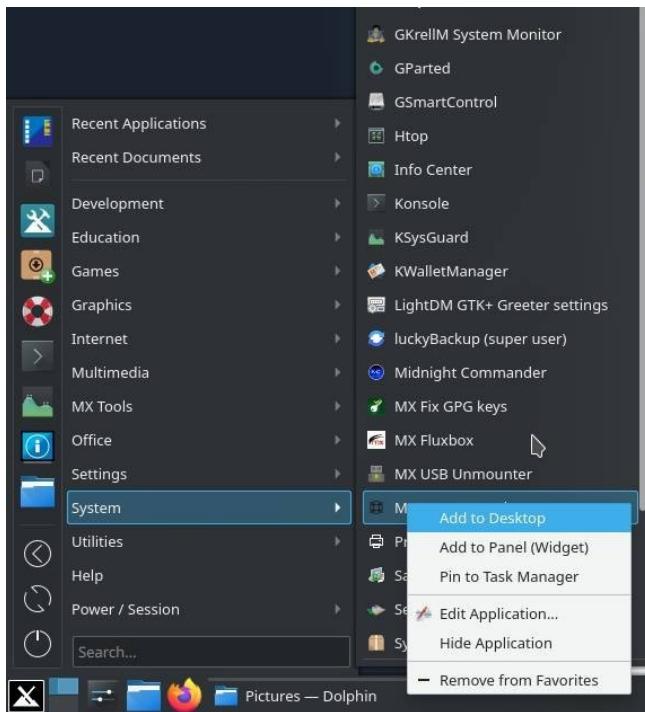 Recent Applications
Recent Documents
Development
Education
Games
Graphics
Internet
Multimedia
MX Tools
Office
Settings
System
Utilities
Help
Power / Session
Search...
GKrellM System Monitor
GParted
GSmartControl
Htop
Info Center
Konsole
KSysGuard
KWalletManager
LightDM GTK+ Greeter settings
luckyBackup (super user)
Midnight Commander
MX Fix GPG keys
MX Fluxbox
MX USB Unmounter
Add to Desktop
Add to Panel (Widget)
Pin to Task Manager
Edit Application...
Hide Application
Remove from Favorites
Pictures — Dolphin